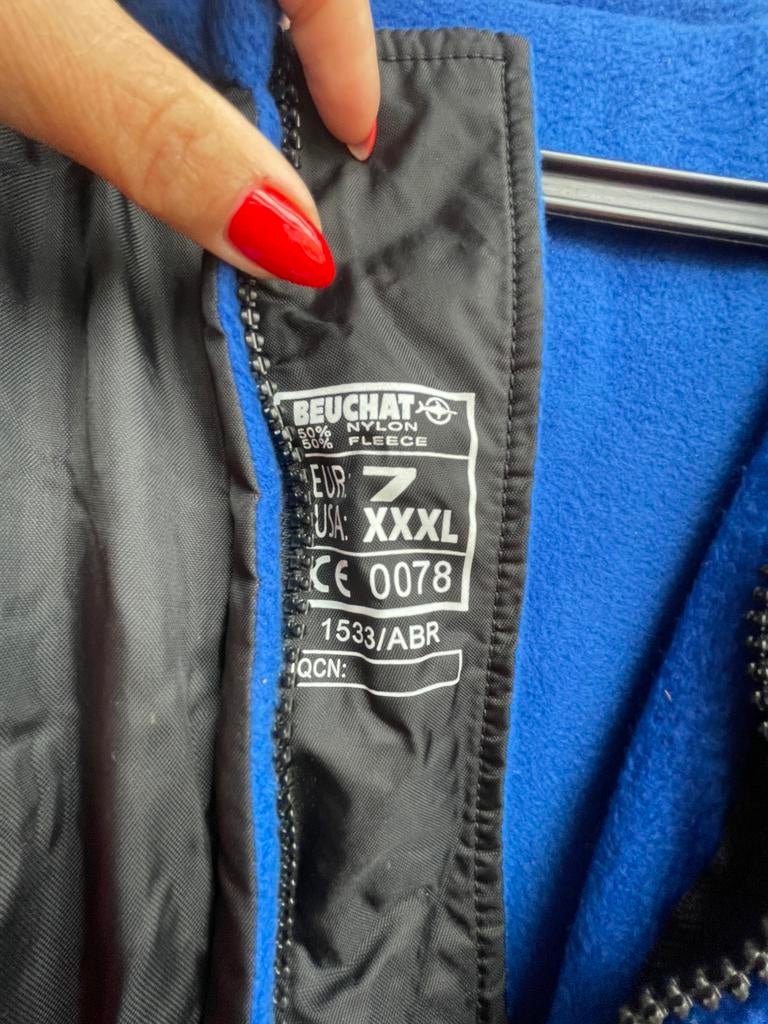 BEUCHAT
50% NYLON
50% FLEECE
EUR: 7
USA: XXXL
CE 0078
1533/ABR
QCN: